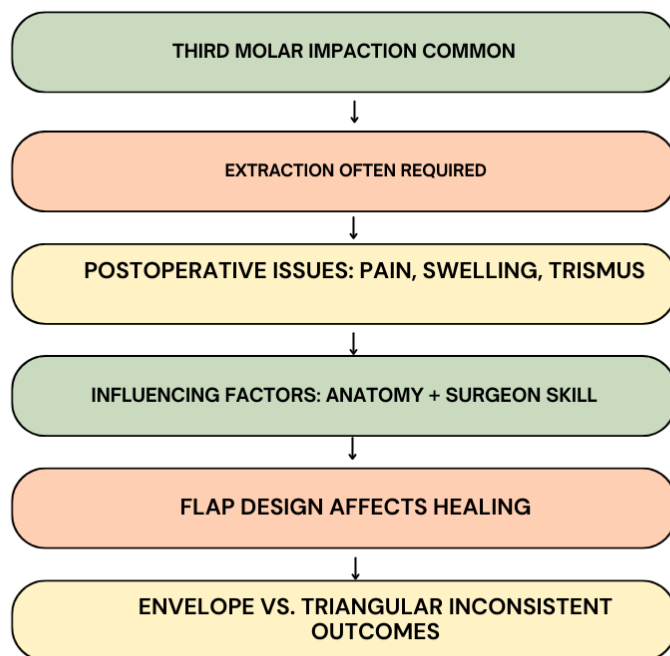 THIRD MOLAR IMPACTION COMMON
EXTRACTION OFTEN REQUIRED
POSTOPERATIVE ISSUES: PAIN, SWELLING, TRISMUS
INFLUENCING FACTORS: ANATOMY + SURGEON SKILL
FLAP DESIGN AFFECTS HEALING
ENVELOPE VS. TRIANGULAR INCONSISTENT
OUTCOMES